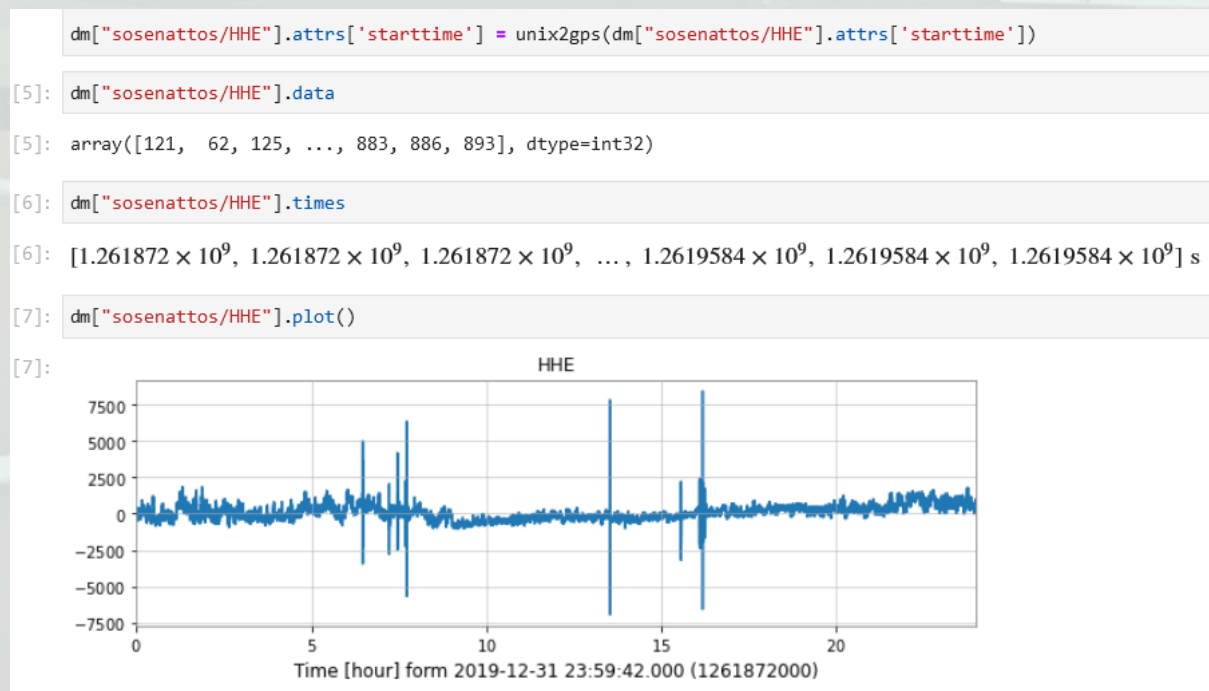 dm["sosenattos/HHE"].attrs['starttime'] = unix2gps(dm["sosenattos/HHE"].attrs['starttime'])
[5]: dm["sosenattos/HHE"].data
[5]: array([121,  62, 125, ..., 883, 886, 893], dtype=int32)
[6]: dm["sosenattos/HHE"].times
[6]: [1.261872 × 10⁹, 1.261872 × 10⁹, 1.261872 × 10⁹, …, 1.2619584 × 10⁹, 1.2619584 × 10⁹, 1.2619584 × 10⁹] s
[7]: dm["sosenattos/HHE"].plot()
[7]:
HHE
7500
5000
2500
0
−2500
−5000
−7500
0 5 10 15 20
Time [hour] form 2019-12-31 23:59:42.000 (1261872000)